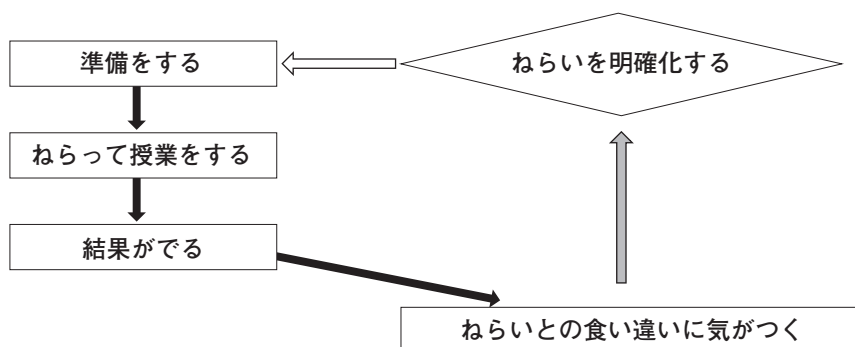 準備をする
ねらいを明確化する
ねらって授業をする
結果がでる
ねらいとの食い違いに気がつく